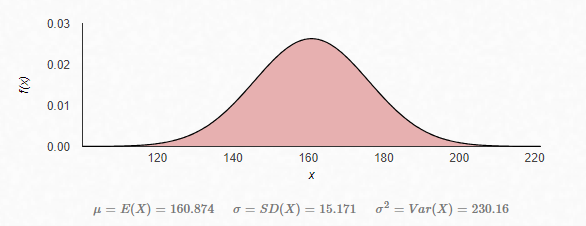 0.03
0.02
f(x)
0.01
0.00
120 140 160 180 200 220
x
μ = E(X) = 160.874 σ = SD(X) = 15.171 σ² = Var(X) = 230.16